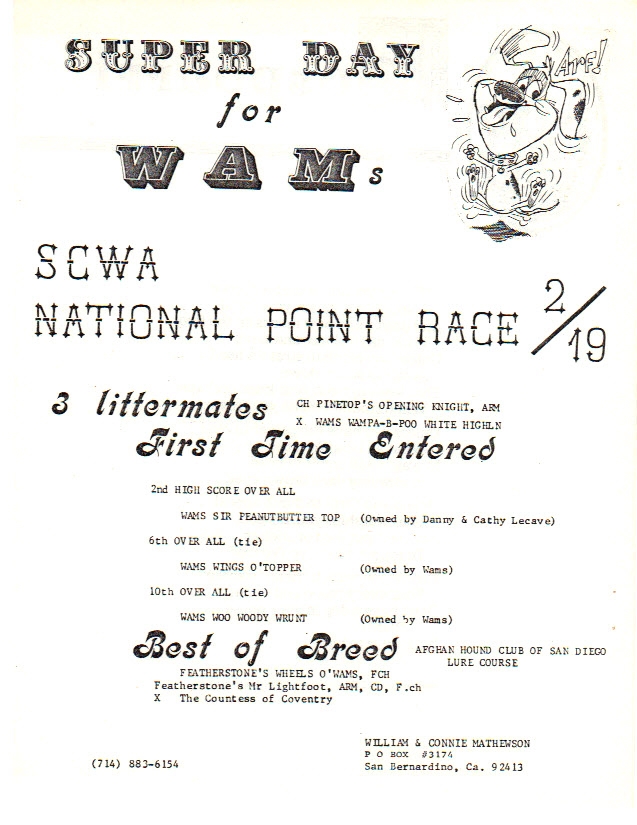 SUPER DAY
Arf!
for
WAMs
SCWA
NATIONAL POINT RACE 2/19
3 littermates
CH PINETOP'S OPENING KNIGHT, ARM
X WAMS WAMPA-B-POO WHITE HIGHLN
First Time Entered
2nd HIGH SCORE OVER ALL
WAMS SIR PEANUTBUTTER TOP (Owned by Danny & Cathy Lecave)
6th OVER ALL (tie)
WAMS WINGS O'TOPPER (Owned by Wams)
10th OVER ALL (tie)
WAMS WOO WOODY WRUNT (Owned by Wams)
Best of Breed
AFGHAN HOUND CLUB OF SAN DIEGO
LURE COURSE
FEATHERSTONE'S WHEELS O'WAMS, FCH
Featherstone's Mr Lightfoot, ARM, CD, F.ch
X The Countess of Coventry
WILLIAM & CONNIE MATHEWSON
P O BOX #3174
(714) 883-6154
San Bernardino, Ca. 92413